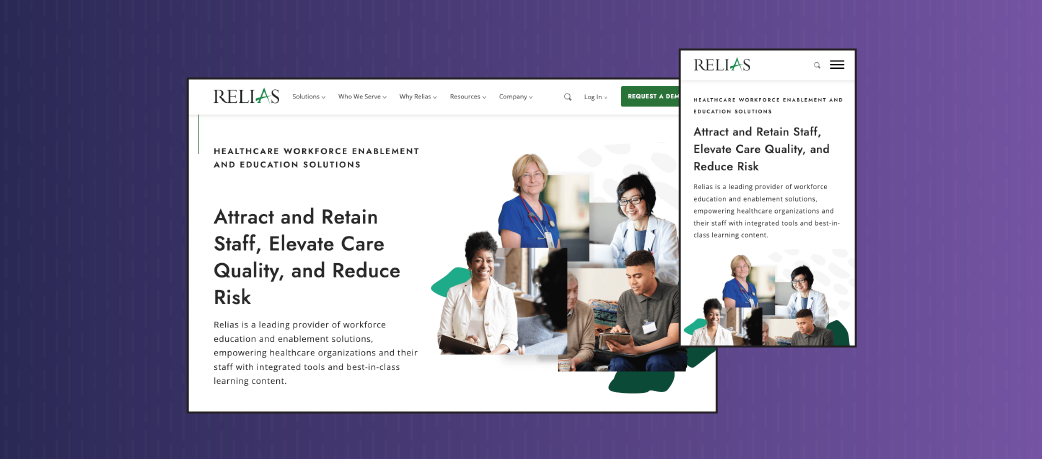 RELIAS
Solutions
Who We Serve
Why Relias
Resources
Company
Log In
REQUEST A DEM
HEALTHCARE WORKFORCE ENABLEMENT
AND EDUCATION SOLUTIONS
Attract and Retain
Staff, Elevate Care
Quality, and Reduce
Risk
Relias is a leading provider of workforce
education and enablement solutions,
empowering healthcare organizations and their
staff with integrated tools and best-in-class
learning content.
RELIAS
HEALTHCARE WORKFORCE ENABLEMENT AND
EDUCATION SOLUTIONS
Attract and Retain Staff,
Elevate Care Quality, and
Reduce Risk
Relias is a leading provider of workforce
education and enablement solutions,
empowering healthcare organizations and
their staff with integrated tools and best-in-
class learning content.